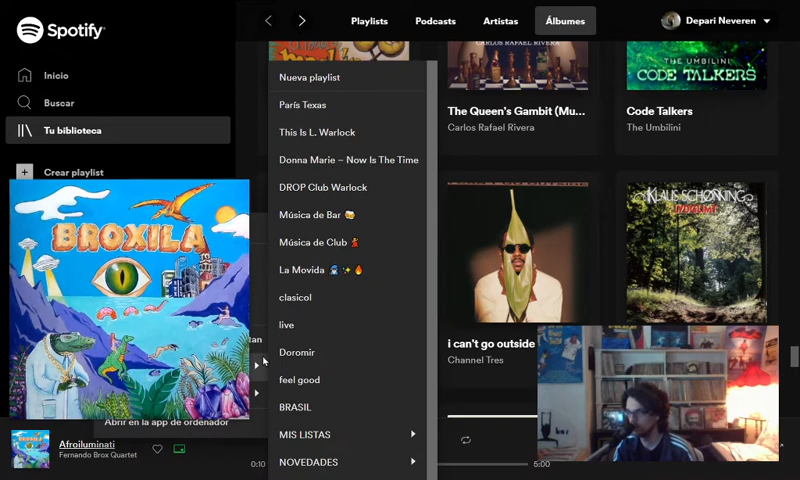 Spotify
Playlists
Podcasts
Artistas
Álbumes
Depari Neveren
Inicio
Buscar
Tu biblioteca
Crear playlist
BROXILA
Nueva playlist
París Texas
This Is L. Warlock
Donna Marie – Now Is The Time
DROP Club Warlock
Música de Bar 🍻
Música de Club 💃
La Movida 🧞‍♂️✨🔥
clasicol
live
Doromir
feel good
BRASIL
MIS LISTAS
NOVEDADES
CARLOS RAFAEL RIVERA
The Queen's Gambit (Mu...
Carlos Rafael Rivera
THE UMBILINI
CODE TALKERS
Code Talkers
The Umbilini
i can't go outside
Channel Tres
KLAUS SCHØNNING
tan
Abrir en la app de ordenador
Afroiluminati
Fernando Brox Quartet
0:10
5:00